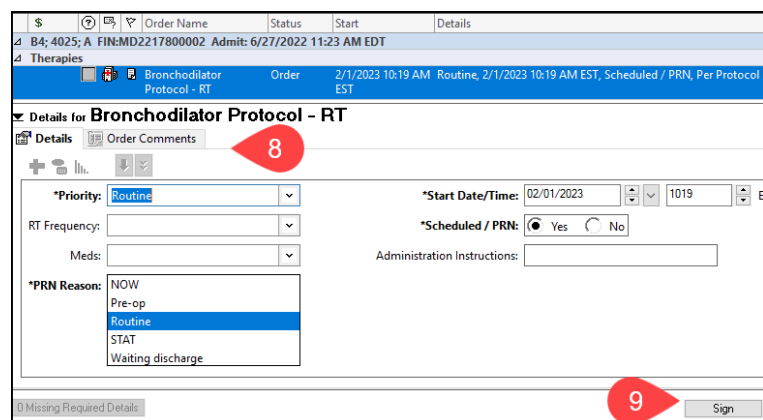 $ Order Name Status Start Details
B4; 4025; A FIN:MD2217800002 Admit: 6/27/2022 11:23 AM EDT
Therapies
Bronchodilator Order 2/1/2023 10:19 AM Routine, 2/1/2023 10:19 AM EST, Scheduled / PRN, Per Protocol
Protocol - RT EST
Details for Bronchodilator Protocol - RT
Details Order Comments
8
*Priority: Routine *Start Date/Time: 02/01/2023 1019 E
RT Frequency: *Scheduled / PRN: Yes No
Meds: Administration Instructions:
*PRN Reason: NOW
Pre-op
Routine
STAT
Waiting discharge
0 Missing Required Details 9 Sign